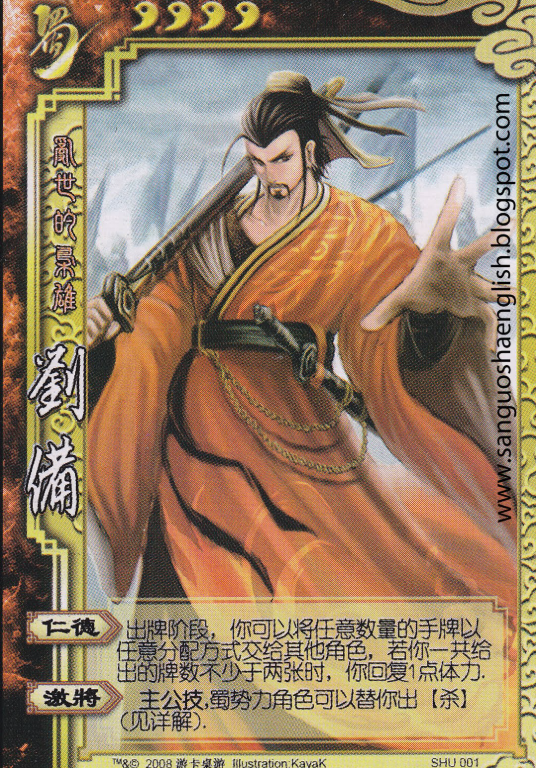 蜀
亂世的梟雄
劉備
www.sanguoshaenglish.blogspot.com
仁德
出牌阶段，你可以将任意数量的手牌以
任意分配方式交给其他角色，若你一共给
出的牌数不少于两张时，你回复1点体力.
激將
主公技,蜀势力角色可以替你出【杀】
（见详解）.
™&© 2008 游卡桌游 illustration:KayaK
SHU 001